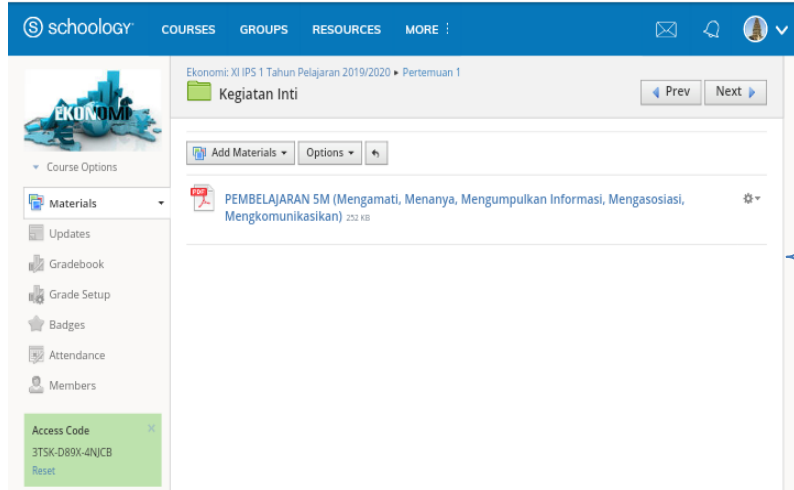 schoology
COURSES GROUPS RESOURCES MORE
EKONOMI
Ekonomi: XI IPS 1 Tahun Pelajaran 2019/2020 ▸ Pertemuan 1
Kegiatan Inti
Prev Next
Add Materials Options
Course Options
Materials
Updates
Gradebook
Grade Setup
Badges
Attendance
Members
PDF
PEMBELAJARAN 5M (Mengamati, Menanya, Mengumpulkan Informasi, Mengasosiasi,
Mengkomunikasikan) 252 KB
Access Code
3TSK-D89X-4NJCB
Reset